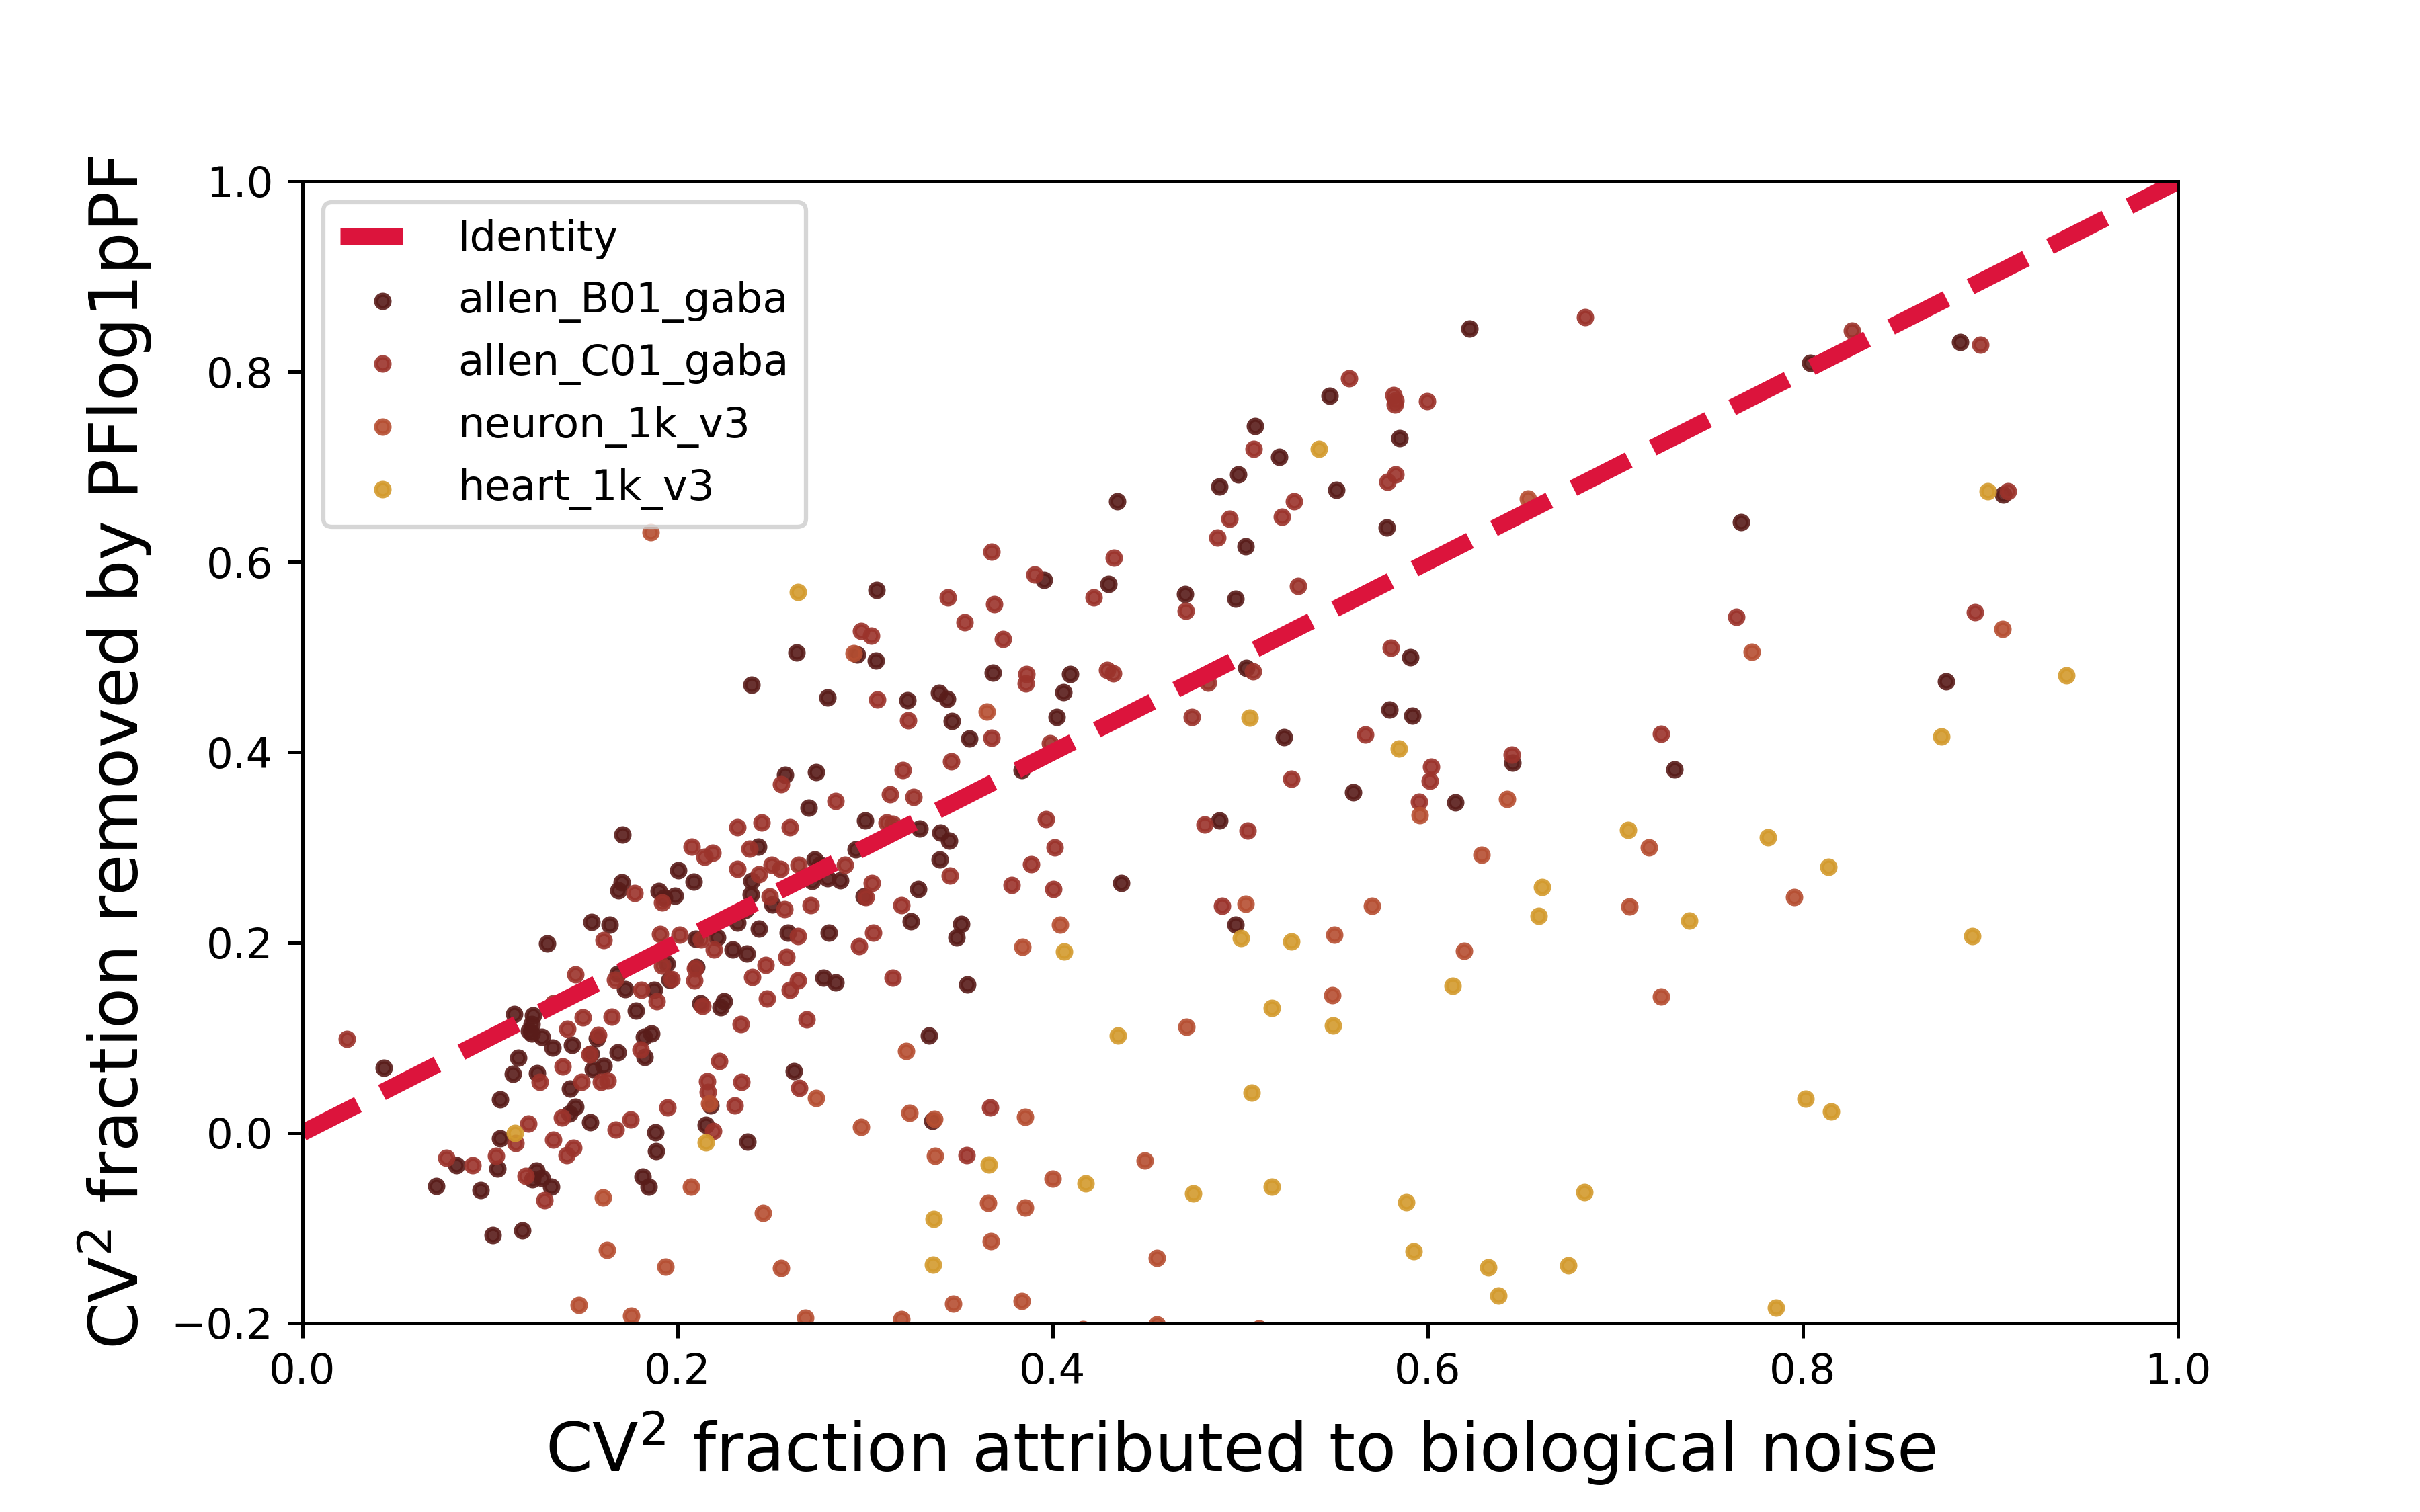 CV² fraction removed by PFlog1pPF
1.0
0.8
0.6
0.4
0.2
0.0
−0.2
Identity
allen_B01_gaba
allen_C01_gaba
neuron_1k_v3
heart_1k_v3
0.0 0.2 0.4 0.6 0.8 1.0
CV² fraction attributed to biological noise